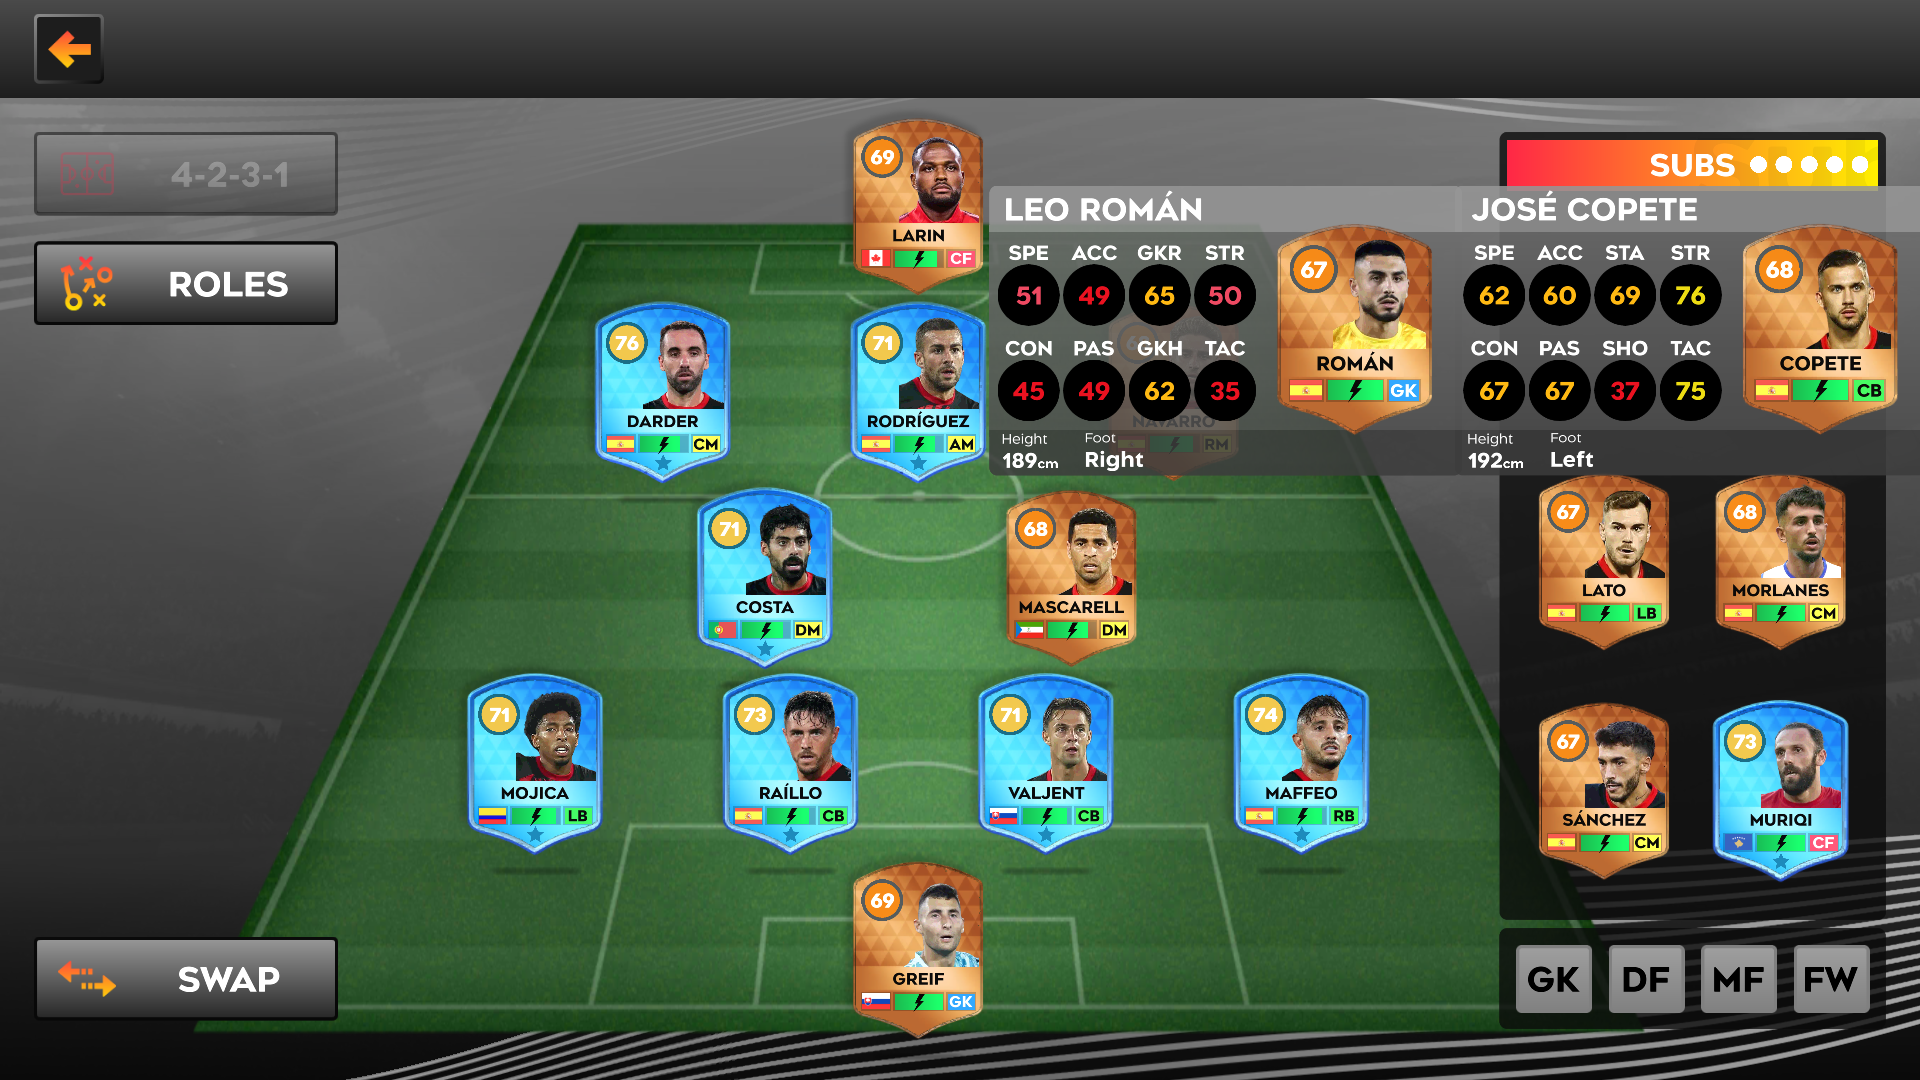 4-2-3-1
ROLES
SWAP
69
LARIN
CF
76
DARDER
CM
71
RODRÍGUEZ
AM
NAVARRO
RM
71
COSTA
DM
68
MASCARELL
DM
71
MOJICA
LB
73
RAÍLLO
CB
71
VALJENT
CB
74
MAFFEO
RB
69
GREIF
GK
LEO ROMÁN
SPE ACC GKR STR
51 49 65 50
CON PAS GKH TAC
45 49 62 35
Height Foot
189cm Right
67
ROMÁN
GK
SUBS
JOSÉ COPETE
SPE ACC STA STR
62 60 69 76
CON PAS SHO TAC
67 67 37 75
Height Foot
192cm Left
68
COPETE
CB
67
LATO
LB
68
MORLANES
CM
67
SÁNCHEZ
CM
73
MURIQI
CF
GK DF MF FW